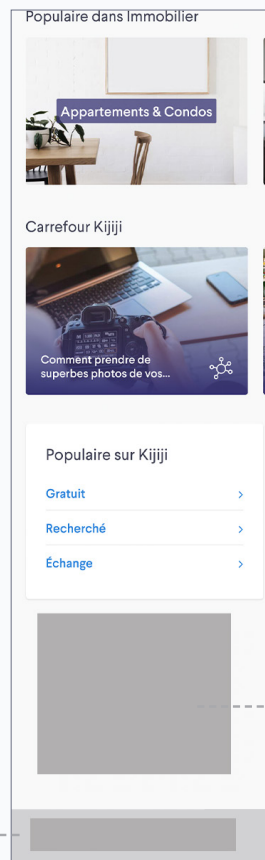 Populaire dans Immobilier
Appartements & Condos
Carrefour Kijiji
Comment prendre de
superbes photos de vos...
Populaire sur Kijiji
Gratuit
Recherché
Échange